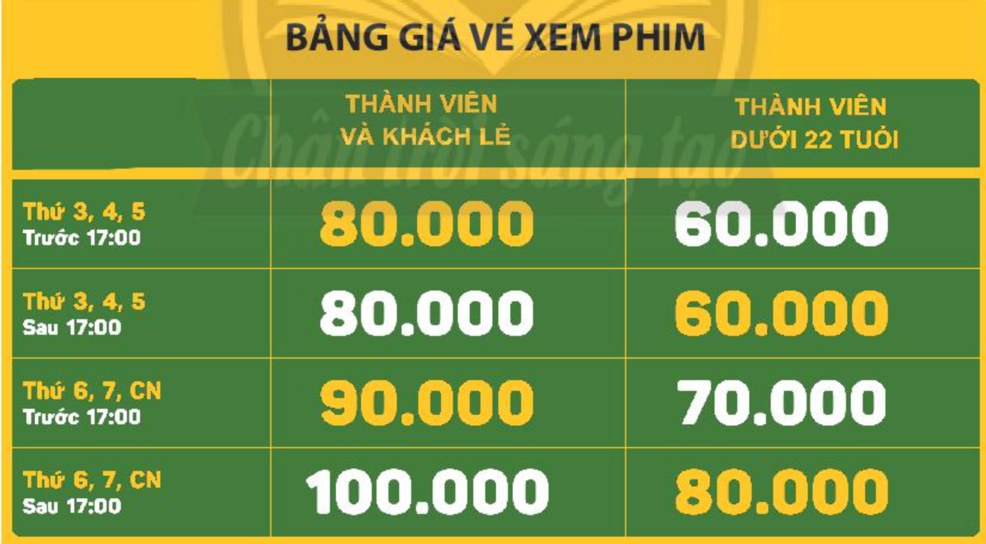 BẢNG GIÁ VÉ XEM PHIM
THÀNH VIÊN
VÀ KHÁCH LẺ
THÀNH VIÊN
DƯỚI 22 TUỔI
Chân trời sáng tạo
Thứ 3, 4, 5
Trước 17:00
80.000
60.000
Thứ 3, 4, 5
Sau 17:00
80.000
60.000
Thứ 6, 7, CN
Trước 17:00
90.000
70.000
Thứ 6, 7, CN
Sau 17:00
100.000
80.000